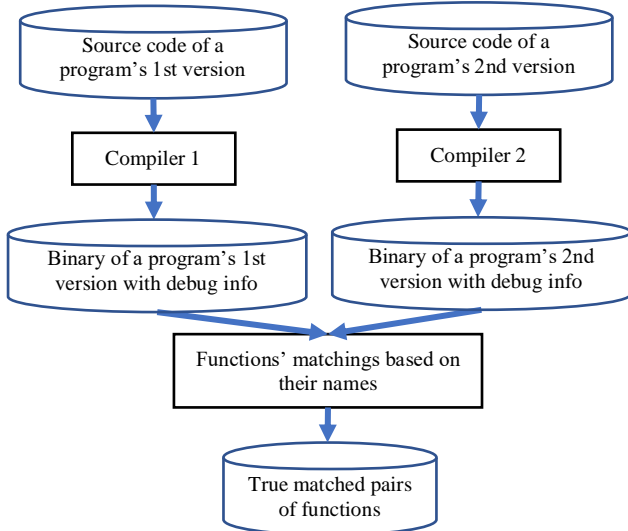 Source code of a
program’s 1st version
Source code of a
program’s 2nd version
Compiler 1
Compiler 2
Binary of a program’s 1st
version with debug info
Binary of a program’s 2nd
version with debug info
Functions’ matchings based on
their names
True matched pairs
of functions